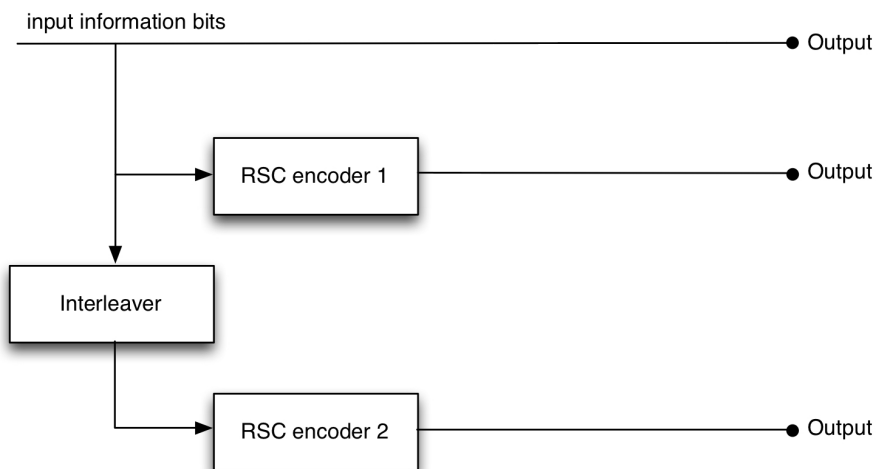 input information bits
Output
RSC encoder 1
Output
Interleaver
RSC encoder 2
Output